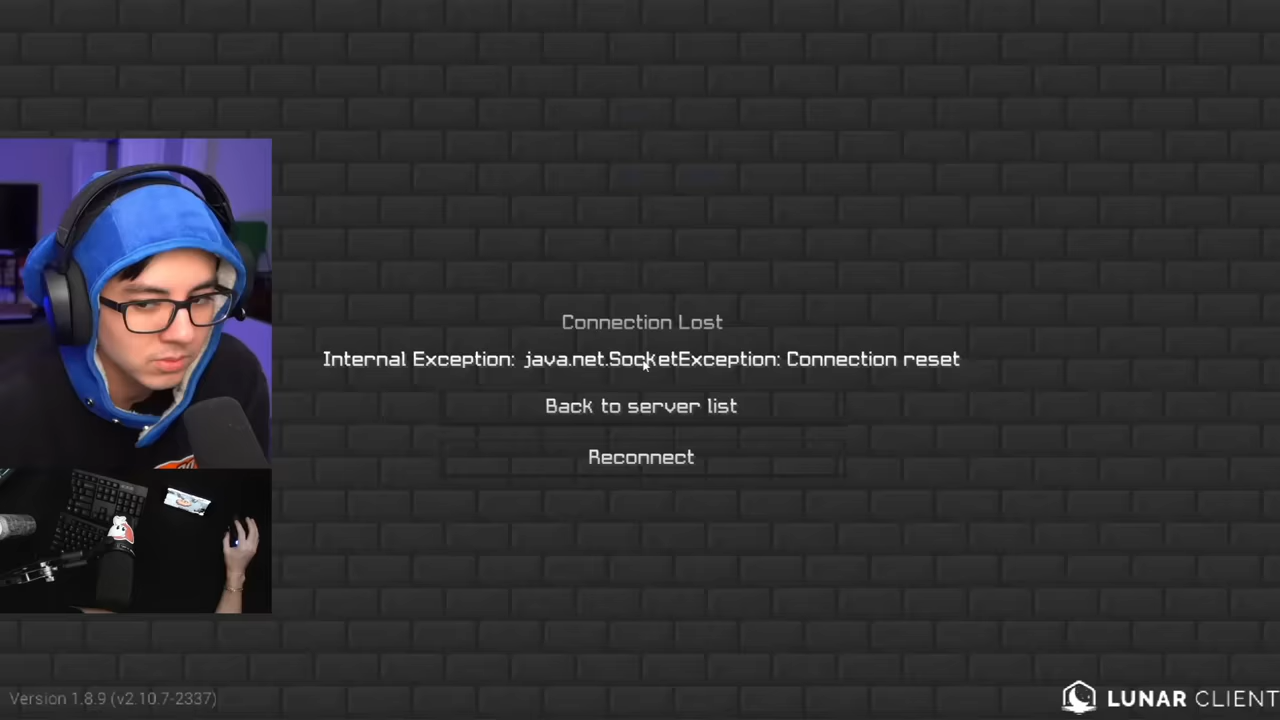 Connection Lost
Internal Exception: java.net.SocketException: Connection reset
Back to server list
Reconnect
Version 1.8.9 (v2.10.7-2337)
LUNAR CLIENT